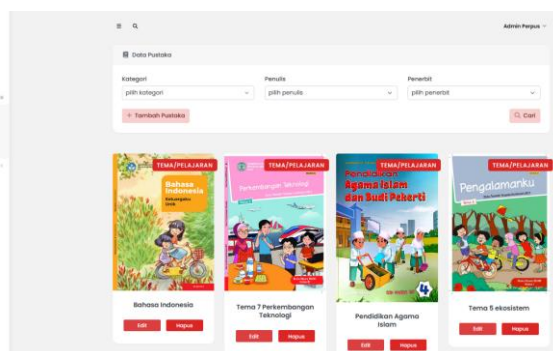 Admin Perpus
Data Pustaka
Kategori
Penulis
Penerbit
pilih kategori
pilih penulis
pilih penerbit
+ Tambah Pustaka
Cari
TEMA/PELAJARAN
Bahasa
Indonesia
Bahasa Indonesia
Edit
Hapus
TEMA/PELAJARAN
Perkembangan Teknologi
Tema 7 Perkembangan
Teknologi
Edit
Hapus
TEMA/PELAJARAN
Pendidikan
Agama Islam
dan Budi Pekerti
4
Pendidikan Agama
Islam
Edit
Hapus
TEMA/PELAJARAN
Pengalamanku
Tema 5 ekosistem
Edit
Hapus